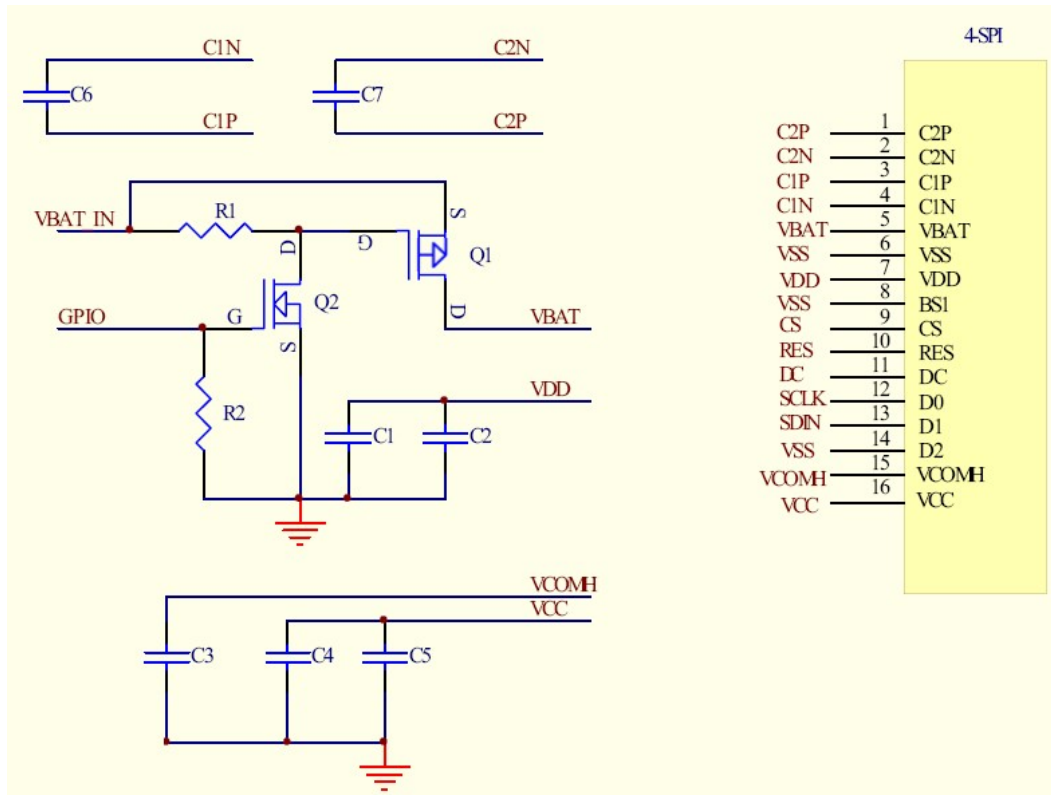 C1N
C6
C1P
C2N
C7
C2P
VBAT IN
R1
D
G
S
Q1
D
VBAT
GPIO
G
Q2
S
R2
VDD
C1
C2
VCOMH
VCC
C3
C4
C5
4-SPI
C2P 1 C2P
C2N 2 C2N
C1P 3 C1P
C1N 4 C1N
VBAT 5 VBAT
VSS 6 VSS
VDD 7 VDD
VSS 8 BS1
CS 9 CS
RES 10 RES
DC 11 DC
SCLK 12 D0
SDIN 13 D1
VSS 14 D2
VCOMH 15 VCOMH
VCC 16 VCC